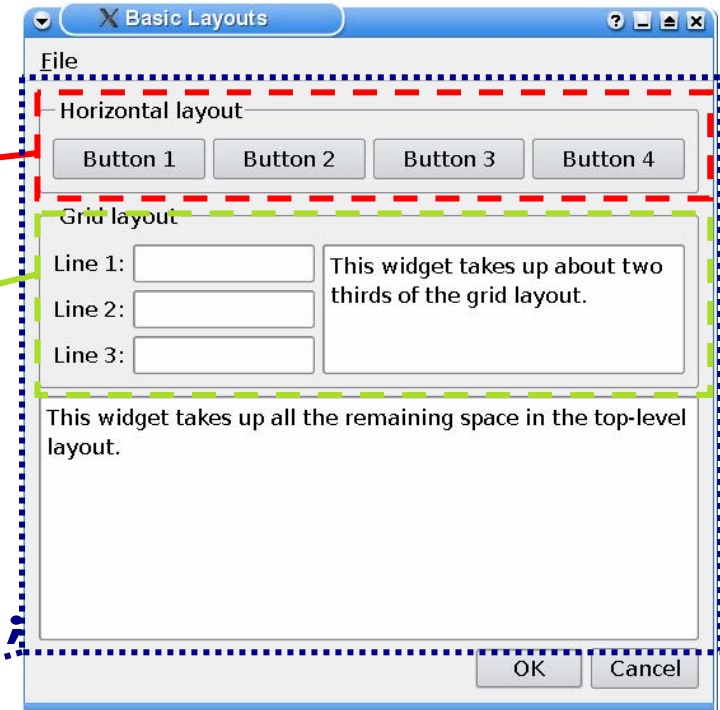 Basic Layouts
File
Horizontal layout
Button 1 Button 2 Button 3 Button 4
Grid layout
Line 1:
Line 2:
Line 3:
This widget takes up about two
thirds of the grid layout.
This widget takes up all the remaining space in the top-level
layout.
OK Cancel